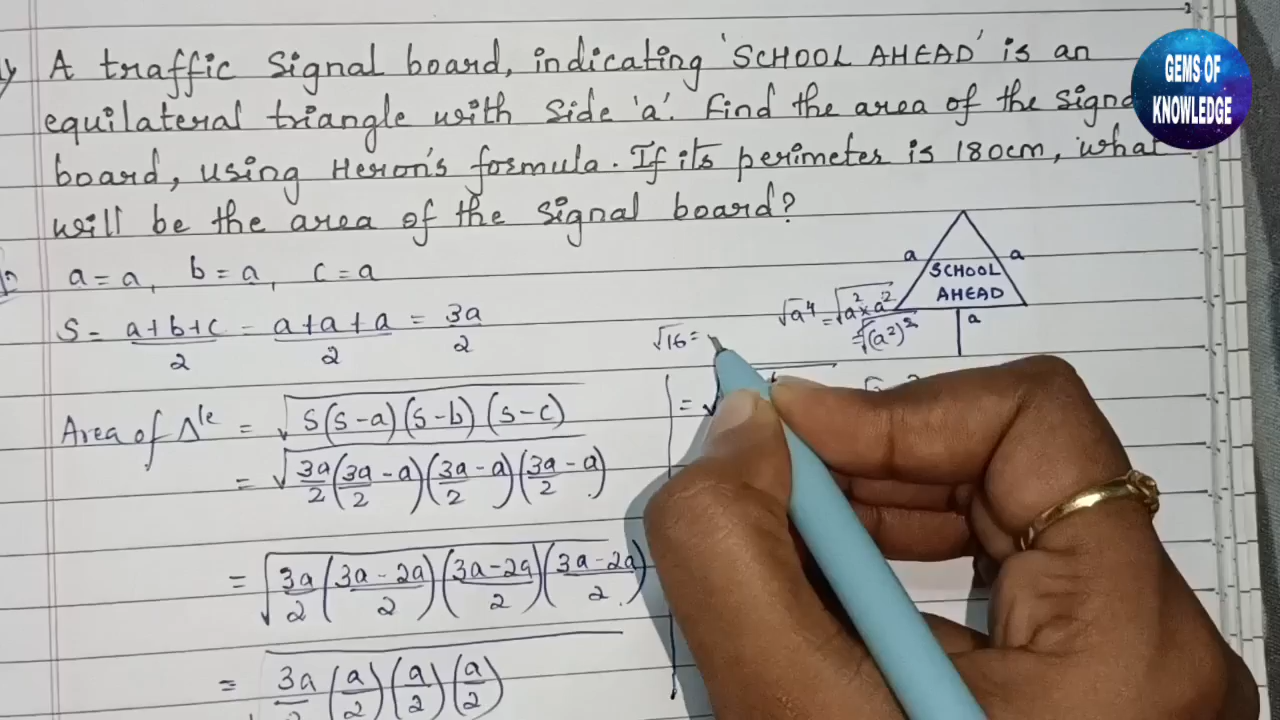 A traffic signal board, indicating 'SCHOOL AHEAD' is an
equilateral triangle with side 'a'. Find the area of the signa
board, using Heron's formula. If its perimeter is 180cm, what
will be the area of the signal board?
GEMS OF
KNOWLEDGE
a = a, b = a, c = a
S = a+b+c/2 = a+a+a/2 = 3a/2
a a
SCHOOL
AHEAD
a
√a⁴ = √a² × a²
= √(a²)²
√16 =
Area of Δle = √S(S-a)(S-b)(S-c)
= √3a/2(3a/2 - a)(3a/2 - a)(3a/2 - a)
= √3a/2(3a-2a/2)(3a-2a/2)(3a-2a/2)
= √3a/2(a/2)(a/2)(a/2)
= √